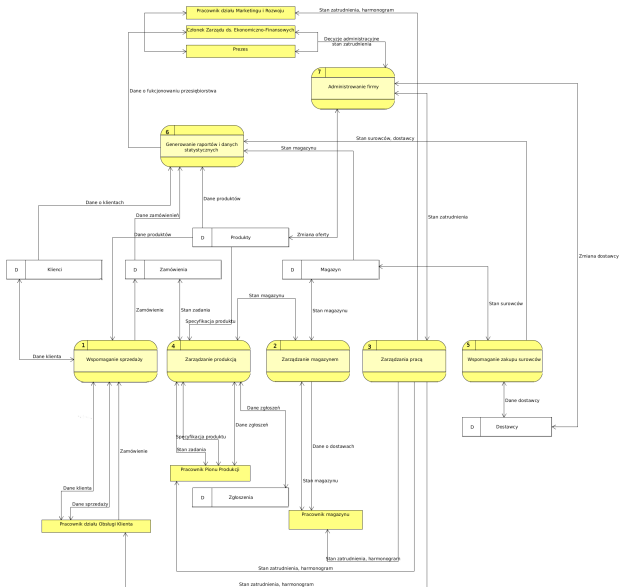 Pracownik działu Marketingu i Rozwoju
Stan zatrudnienia, harmonogram
Członek Zarządu ds. Ekonomiczno-Finansowych
Decyzje administracyjne
stan zatrudnienia
Prezes
7
Administrowanie firmy
Dane o fukcjonowaniu przesiębiorstwa
6
Generowanie raportów i danych
statystycznych
Stan surowców, dostawcy
Stan magazynu
Dane produktów
Dane o klientach
Dane zamówienień
Stan zatrudnienia
Dane produktów
D
Produkty
Zmiana oferty
Zmiana dostawcy
D
Klienci
D
Zamówienia
D
Magazyn
Stan magazynu
Stan surowców
Zamówienie
Stan zadania
Stan magazynu
Specyfikacja produktu
1
Wspomaganie sprzedaży
4
Zarządzanie produkcją
2
Zarządzanie magazynem
3
Zarządzania pracą
5
Wspomaganie zakupu surowców
Dane klienta
Dane dostawcy
Dane zgłoszeń
D
Dostawcy
Dane zgłoszeń
Specyfikacja produktu
Dane o dostawach
Zamówienie
Stan zadania
Pracownik Pionu Produkcji
Stan magazynu
Dane klienta
D
Zgłoszenia
Dane sprzedaży
Pracownik magazynu
Pracownik działu Obsługi Klienta
Stan zatrudnienia, harmonogram
Stan zatrudnienia, harmonogram
Stan zatrudnienia, harmonogram